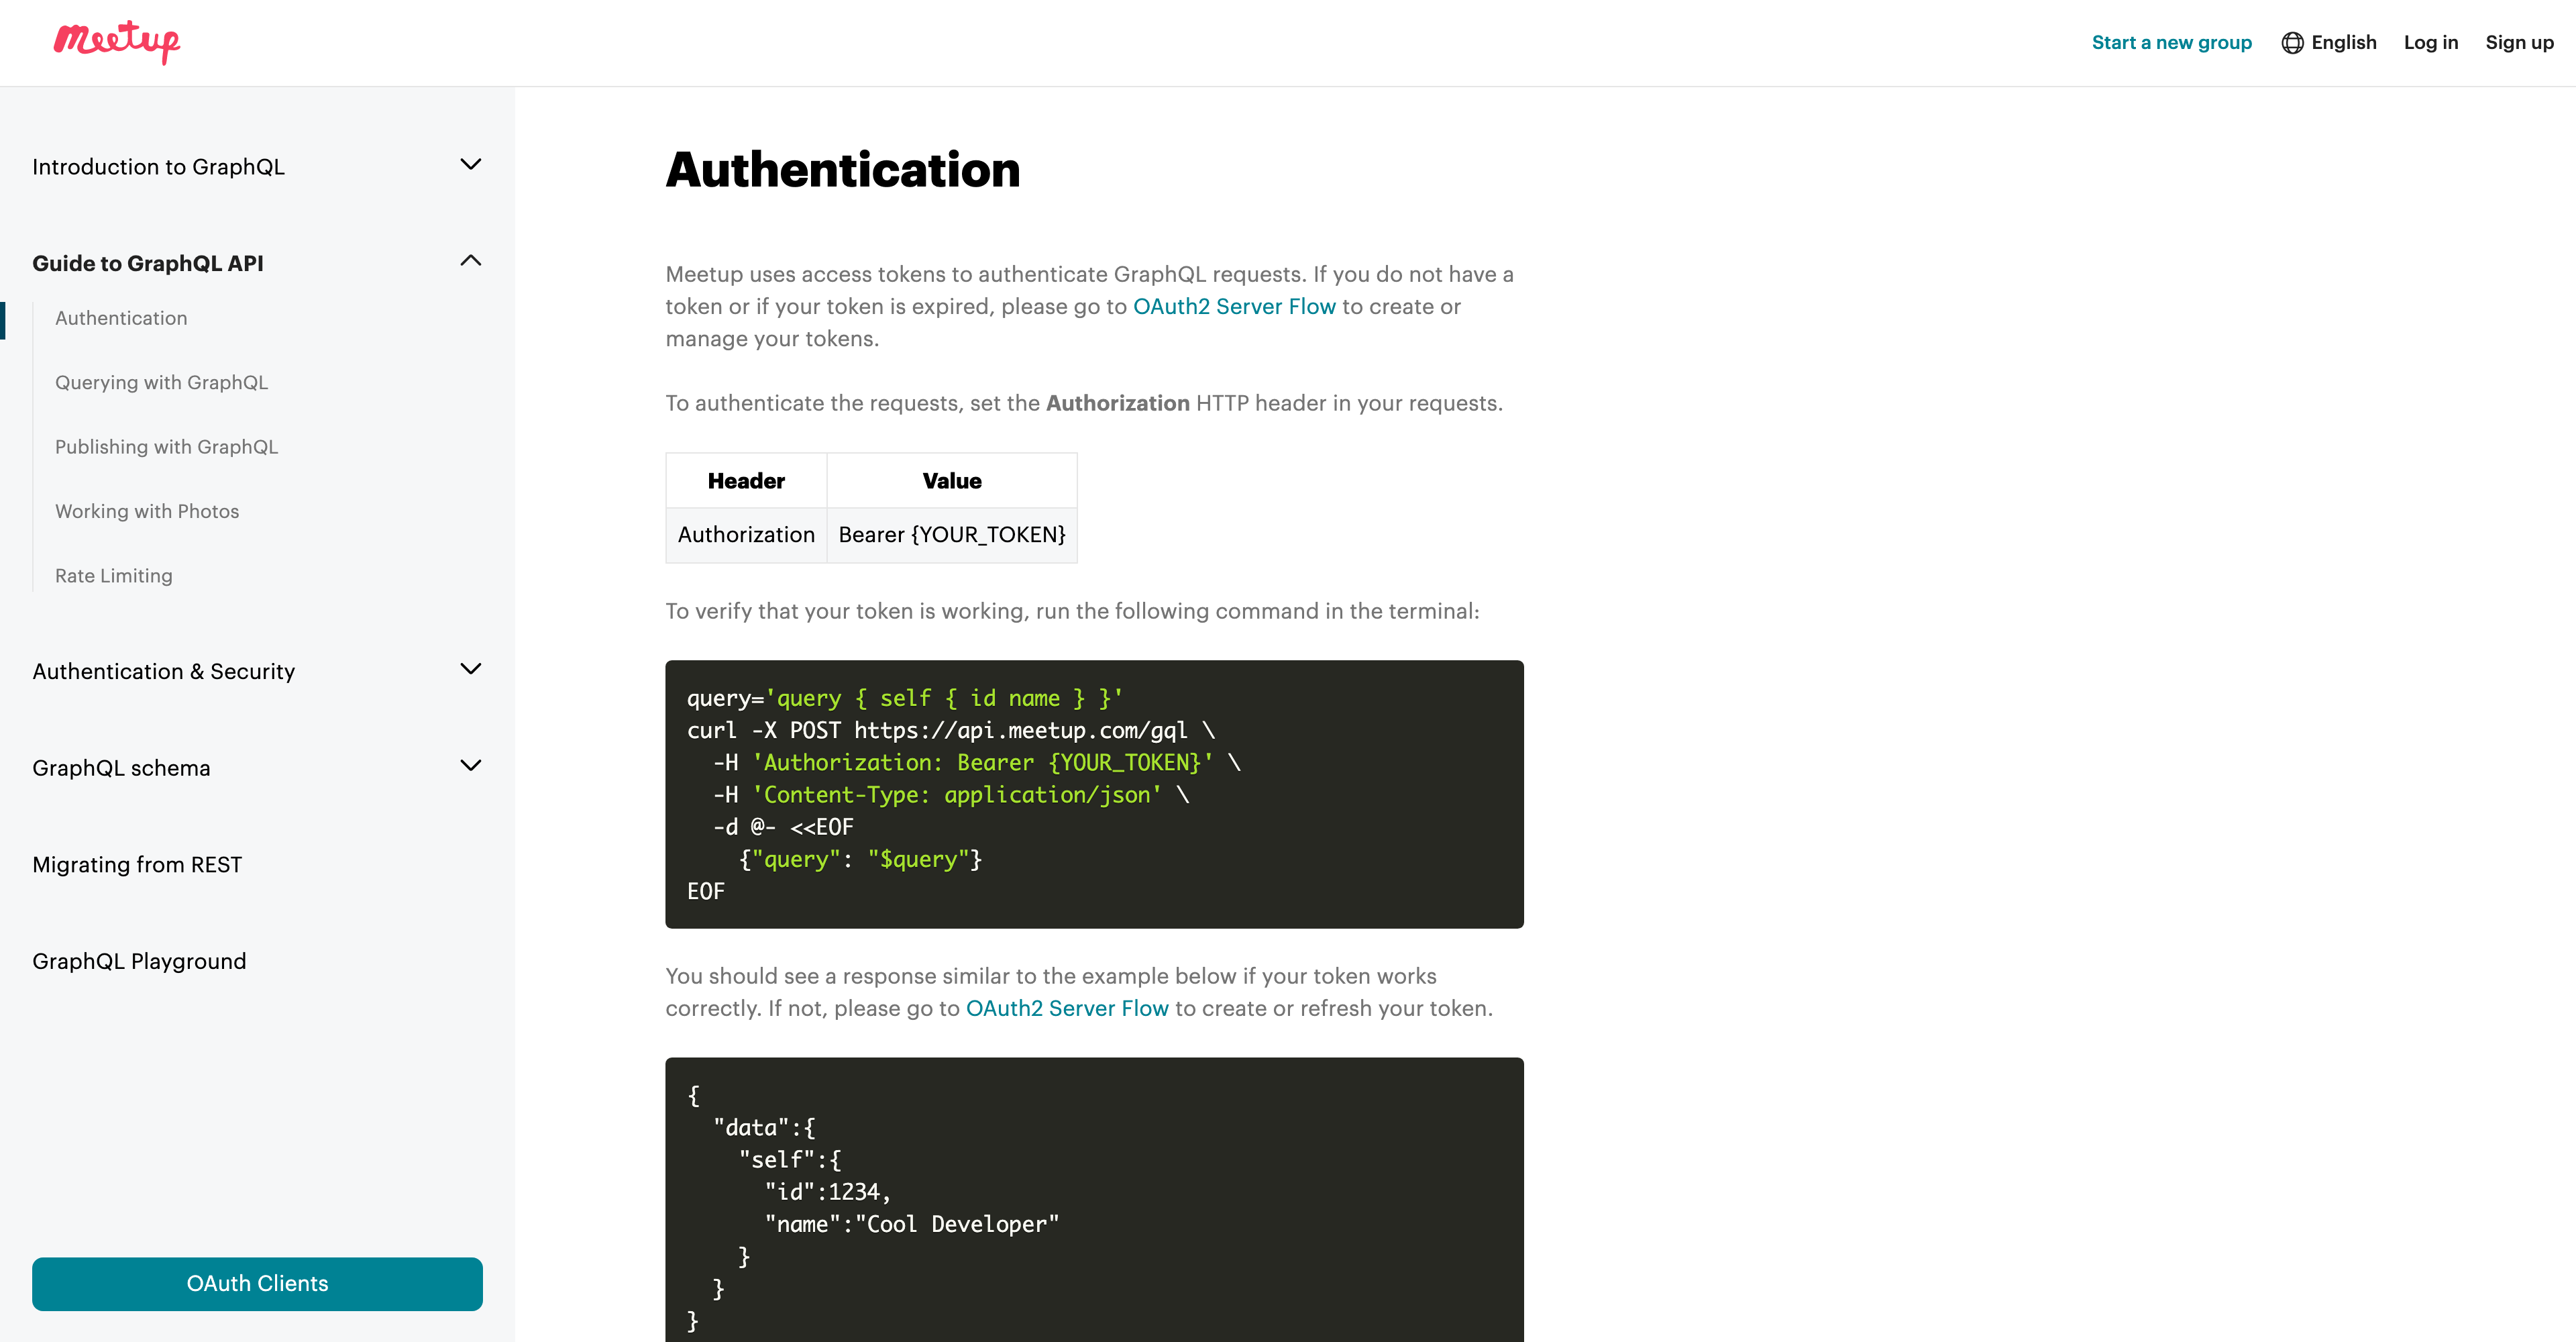 Meetup
Start a new group
English
Log in
Sign up
Introduction to GraphQL
Guide to GraphQL API
Authentication
Querying with GraphQL
Publishing with GraphQL
Working with Photos
Rate Limiting
Authentication & Security
GraphQL schema
Migrating from REST
GraphQL Playground
OAuth Clients
Authentication
Meetup uses access tokens to authenticate GraphQL requests. If you do not have a
token or if your token is expired, please go to OAuth2 Server Flow to create or
manage your tokens.
To authenticate the requests, set the Authorization HTTP header in your requests.
Header Value
Authorization Bearer {YOUR_TOKEN}
To verify that your token is working, run the following command in the terminal:
query='query { self { id name } }'
curl -X POST https://api.meetup.com/gql \
  -H 'Authorization: Bearer {YOUR_TOKEN}' \
  -H 'Content-Type: application/json' \
  -d @- <<EOF
    {"query": "$query"}
EOF
You should see a response similar to the example below if your token works
correctly. If not, please go to OAuth2 Server Flow to create or refresh your token.
{
  "data":{
    "self":{
      "id":1234,
      "name":"Cool Developer"
    }
  }
}